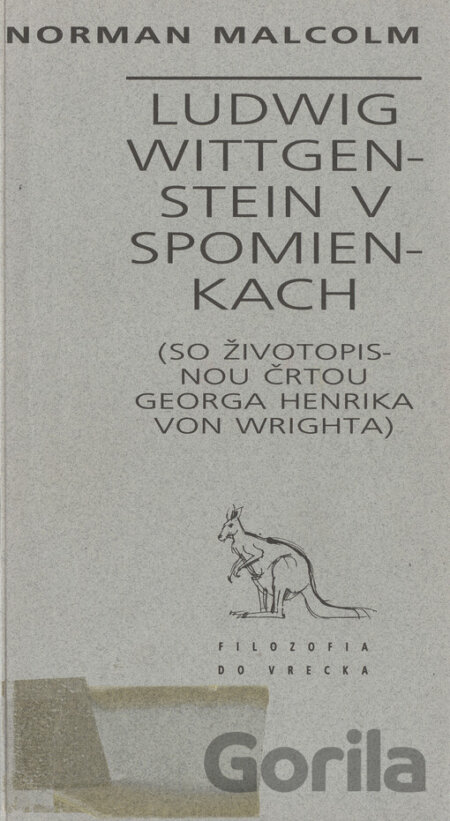 NORMAN MALCOLM
LUDWIG
WITTGEN-
STEIN V
SPOMIEN-
KACH
(SO ŽIVOTOPIS-
NOU ČRTOU
GEORGA HENRIKA
VON WRIGHTA)
FILOZOFIA
DO VRECKA
Gorila